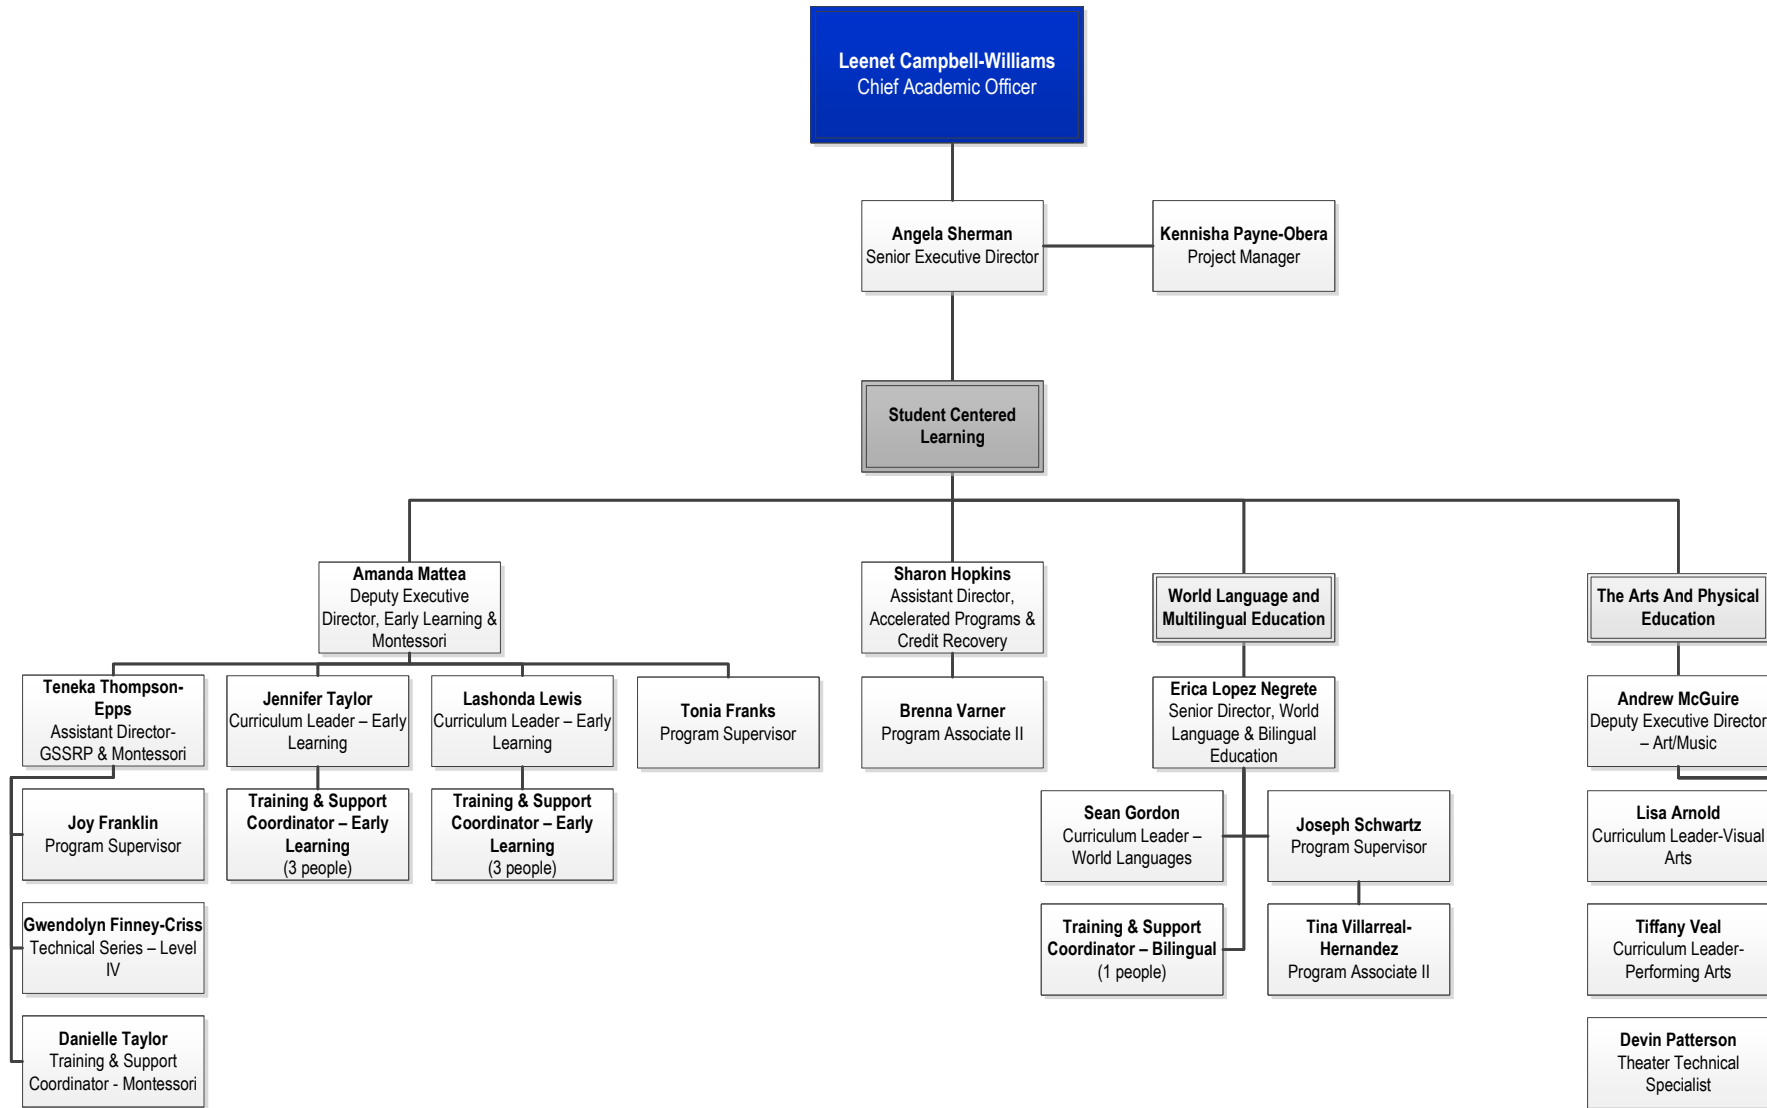 Leenet Campbell-Williams
Chief Academic Officer
Angela Sherman
Senior Executive Director
Kennisha Payne-Obera
Project Manager
Student Centered
Learning
Amanda Mattea
Deputy Executive
Director, Early Learning &
Montessori
Sharon Hopkins
Assistant Director,
Accelerated Programs &
Credit Recovery
World Language and
Multilingual Education
The Arts And Physical
Education
Teneka Thompson-
Epps
Assistant Director-
GSSRP & Montessori
Jennifer Taylor
Curriculum Leader – Early
Learning
Lashonda Lewis
Curriculum Leader – Early
Learning
Tonia Franks
Program Supervisor
Brenna Varner
Program Associate II
Erica Lopez Negrete
Senior Director, World
Language & Bilingual
Education
Andrew McGuire
Deputy Executive Director
– Art/Music
Joy Franklin
Program Supervisor
Training & Support
Coordinator – Early
Learning
(3 people)
Training & Support
Coordinator – Early
Learning
(3 people)
Sean Gordon
Curriculum Leader –
World Languages
Joseph Schwartz
Program Supervisor
Lisa Arnold
Curriculum Leader-Visual
Arts
Gwendolyn Finney-Criss
Technical Series – Level
IV
Training & Support
Coordinator – Bilingual
(1 people)
Tina Villarreal-
Hernandez
Program Associate II
Tiffany Veal
Curriculum Leader-
Performing Arts
Danielle Taylor
Training & Support
Coordinator - Montessori
Devin Patterson
Theater Technical
Specialist